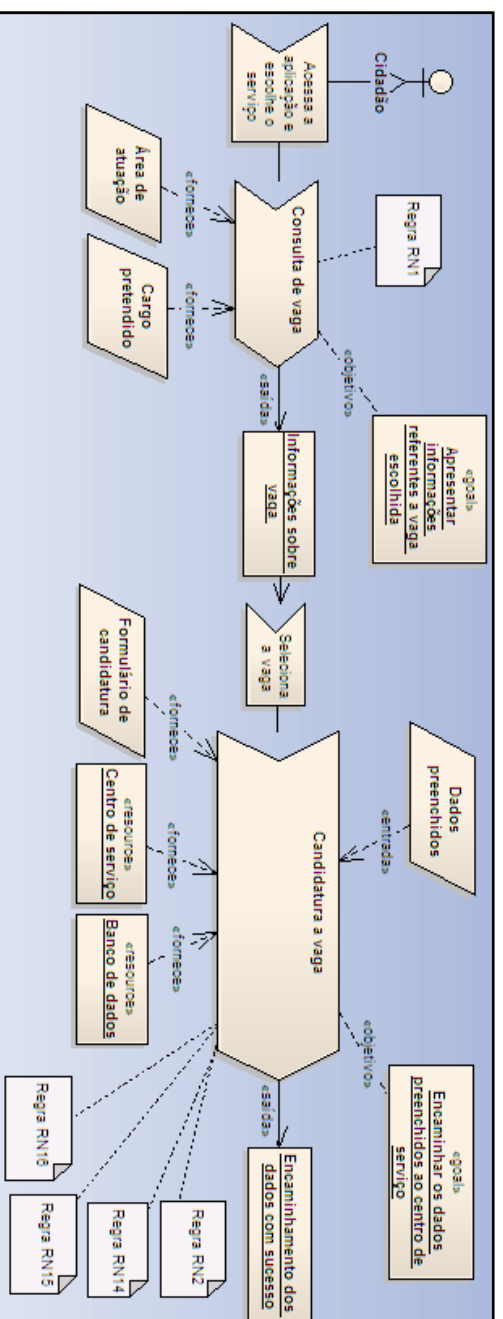 Cidadão
Acessa a
aplicação e
escolhe o
serviço
Regra RN1
«goal»
Apresentar
informações
referentes a vaga
escolhida
«objetivo»
Consulta de vaga
«fornece»
Área de
atuação
«fornece»
Cargo
pretendido
«saída»
Informações sobre
vaga
Seleciona
a vaga
Dados
preenchidos
«entrada»
«goal»
Encaminhar os dados
preenchidos ao centro de
serviço
«objetivo»
Candidatura a vaga
«fornece»
Formulário de
candidatura
«fornece»
«resource»
Centro de serviço
«fornece»
«resource»
Banco de dados
«saída»
Encaminhamento dos
dados com sucesso
Regra RN2
Regra RN14
Regra RN15
Regra RN16